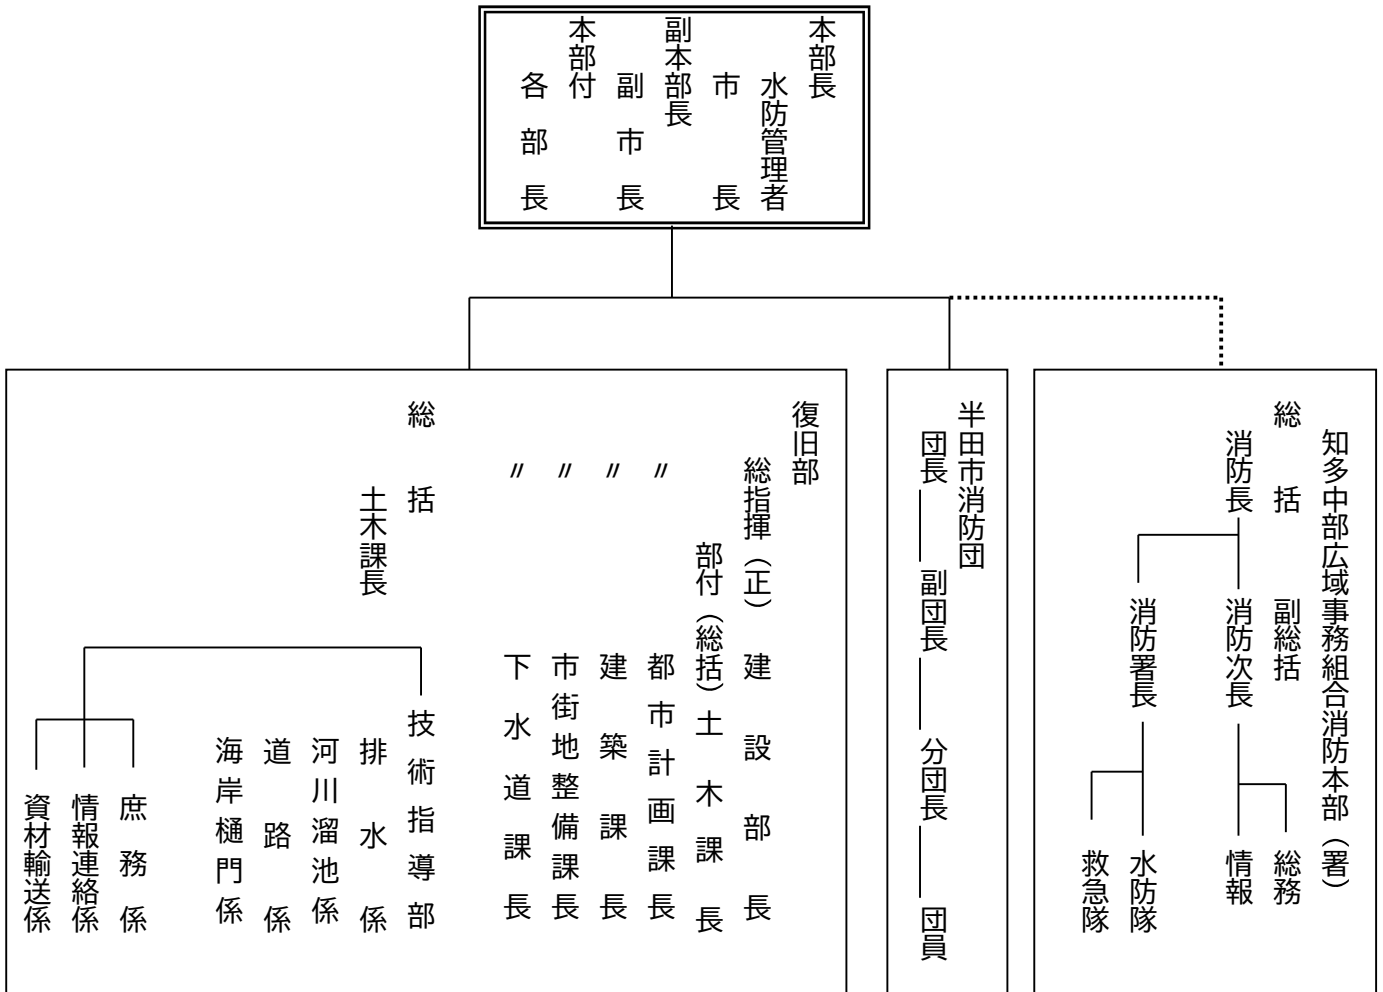 本部長
水防管理者
市長
副本部長
副市長
本部付
各部長
知多中部広域事務組合消防本部（署）
総括　副総括
消防長
消防次長
消防署長
総務
情報
水防隊
救急隊
半田市消防団
団長―副団長―分団長―団員
復旧部
総指揮（正）　建設部長
部付（総括）土木課長
〃　都市計画課長
〃　建築課長
〃　市街地整備課長
〃　下水道課長
総括
土木課長
技術指導部
排水係
河川溜池係
道路係
海岸樋門係
庶務係
情報連絡係
資材輸送係